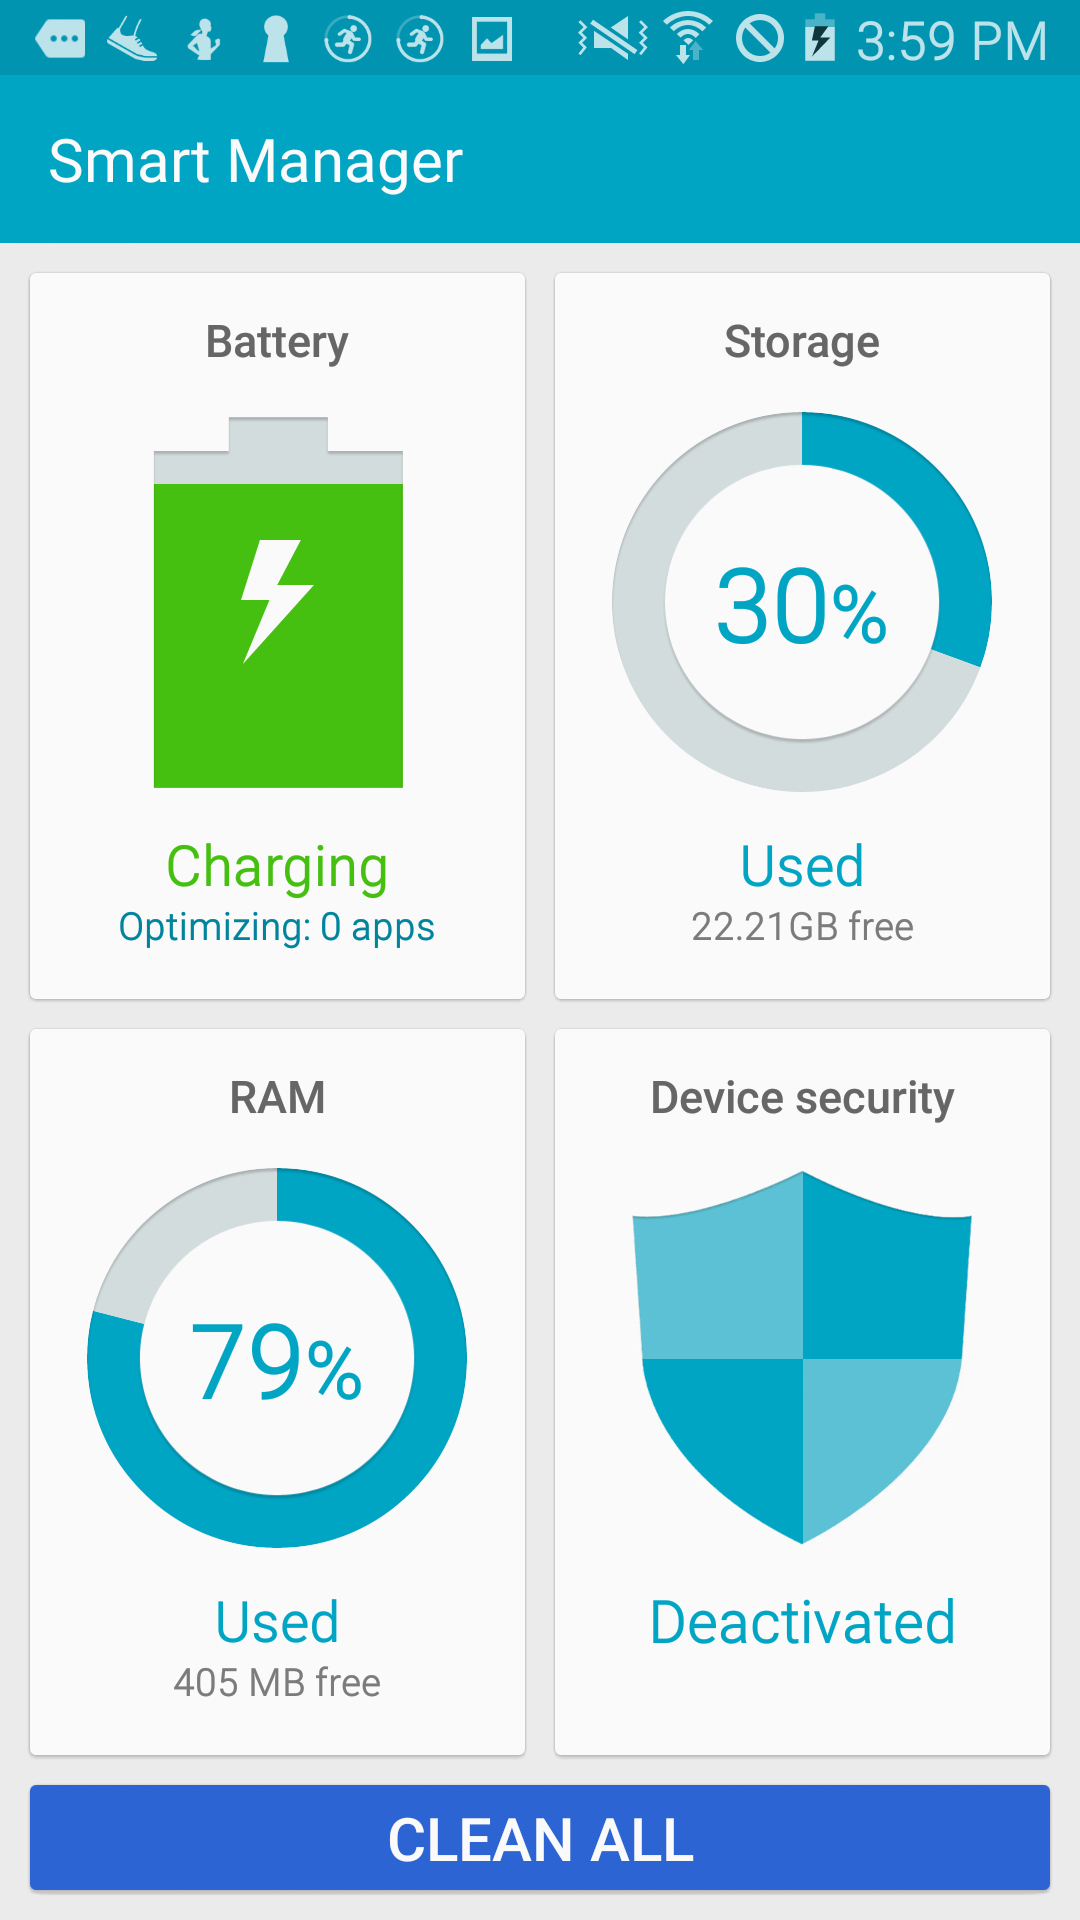 3:59 PM
Smart Manager
Battery
Charging
Optimizing: 0 apps
Storage
30%
Used
22.21GB free
RAM
79%
Used
405 MB free
Device security
Deactivated
CLEAN ALL